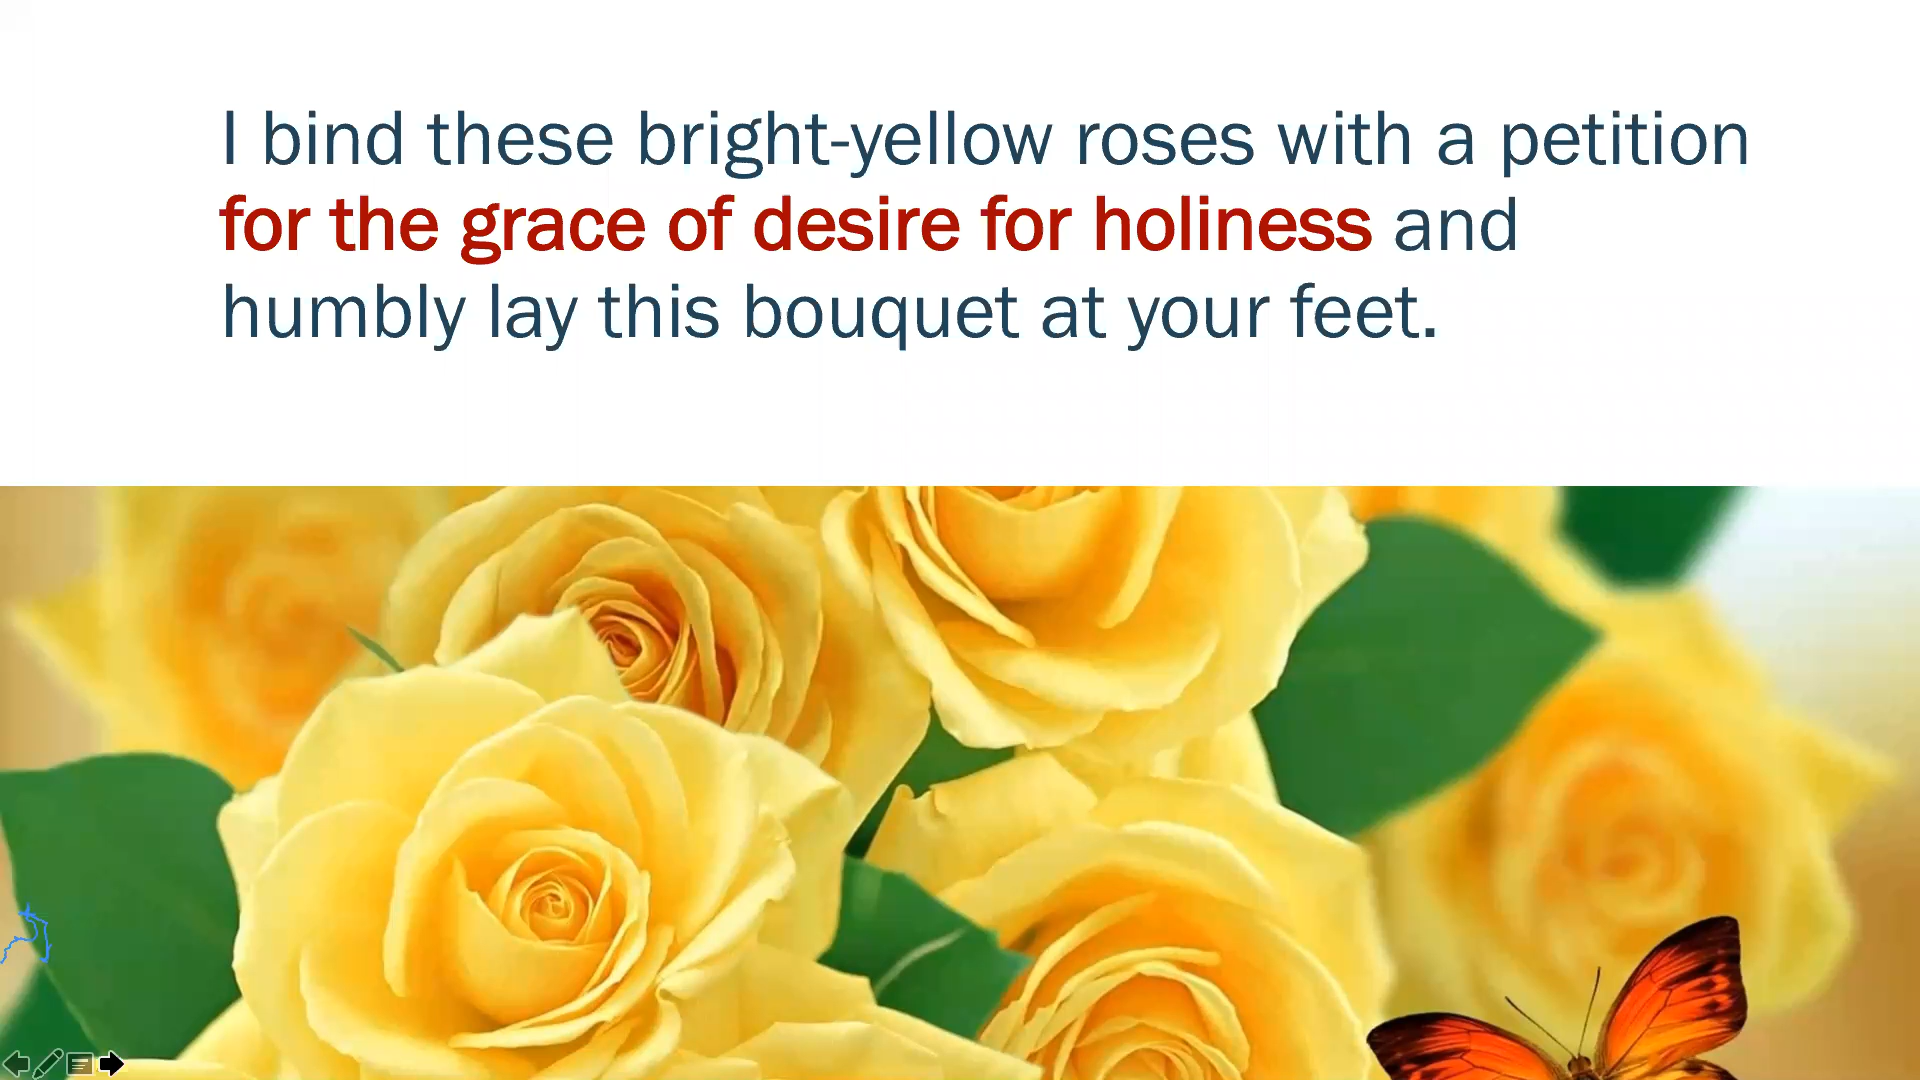 I bind these bright-yellow roses with a petition
for the grace of desire for holiness and
humbly lay this bouquet at your feet.